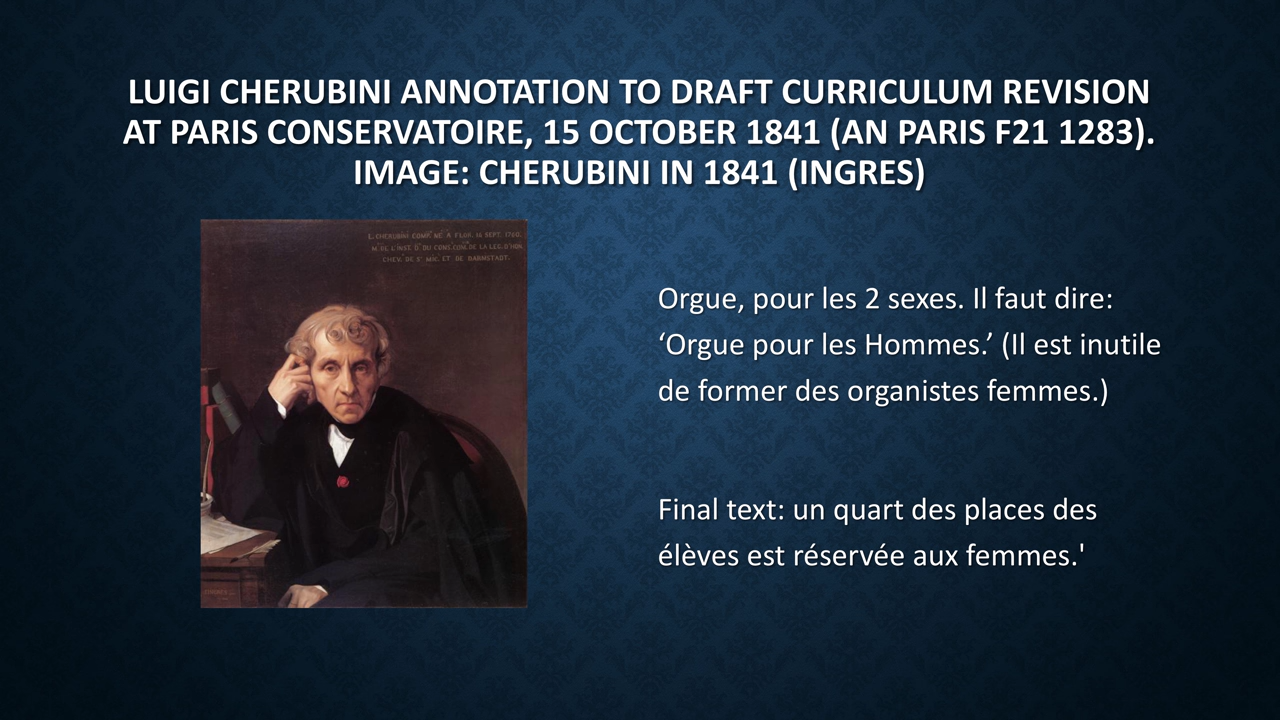 LUIGI CHERUBINI ANNOTATION TO DRAFT CURRICULUM REVISION
AT PARIS CONSERVATOIRE, 15 OCTOBER 1841 (AN PARIS F21 1283).
IMAGE: CHERUBINI IN 1841 (INGRES)
Orgue, pour les 2 sexes. Il faut dire:
‘Orgue pour les Hommes.’ (Il est inutile
de former des organistes femmes.)
Final text: un quart des places des
élèves est réservée aux femmes.'